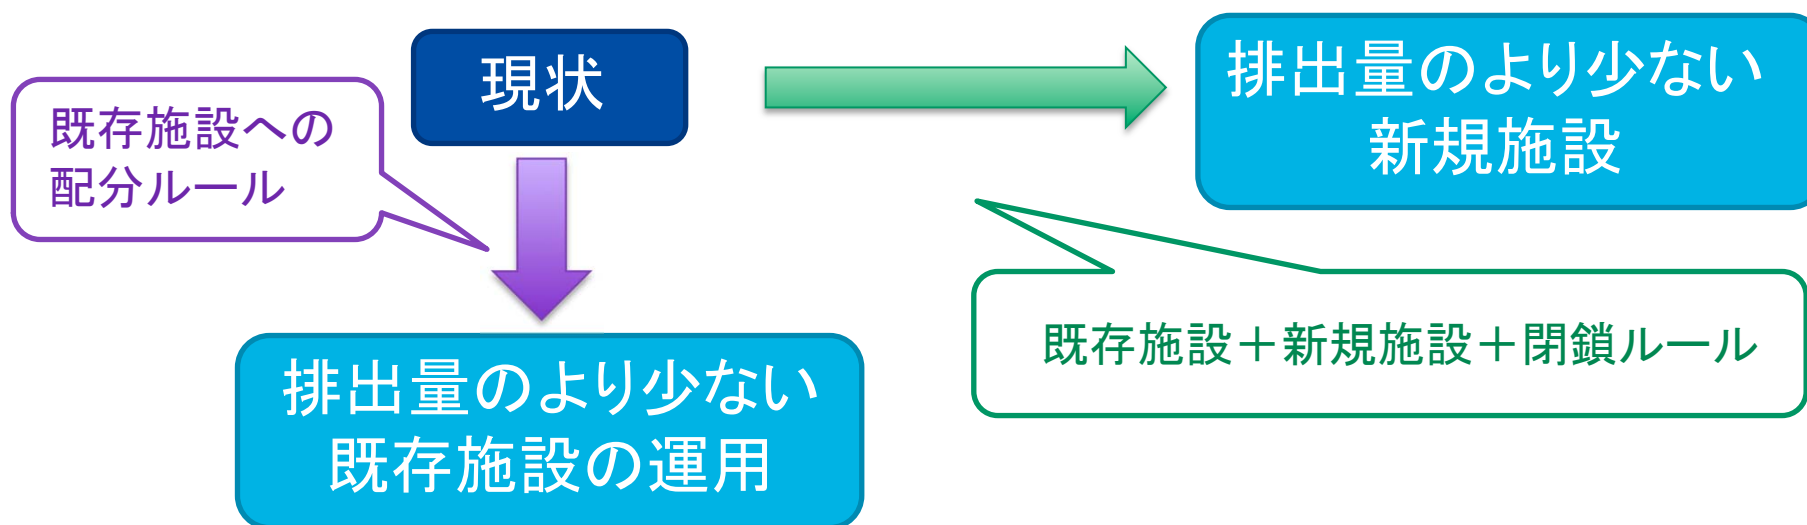 現状
排出量のより少ない
新規施設
既存施設への
配分ルール
既存施設＋新規施設＋閉鎖ルール
排出量のより少ない
既存施設の運用